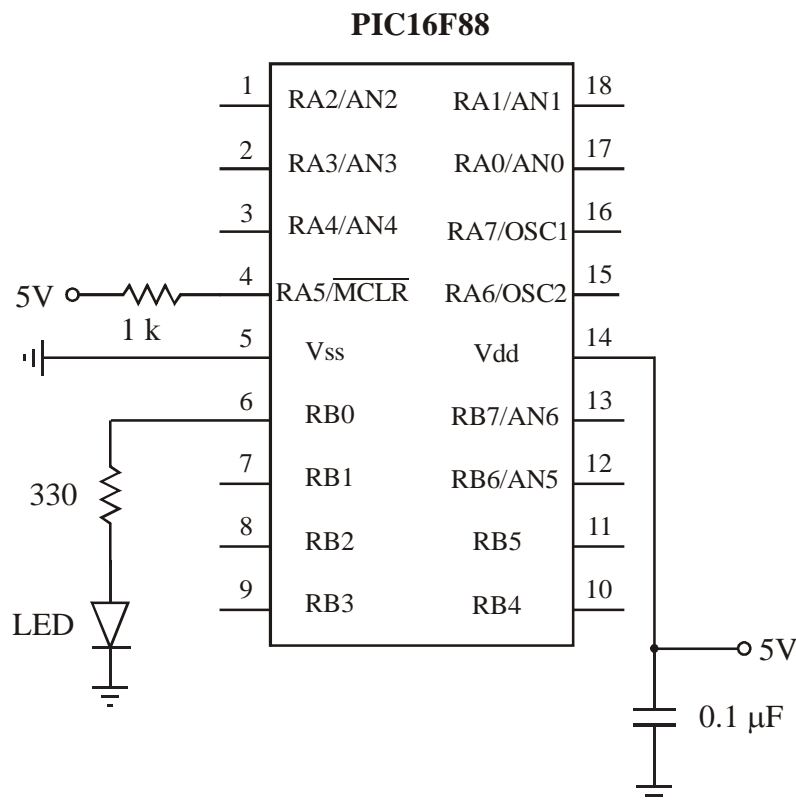 PIC16F88
1 RA2/AN2 RA1/AN1 18
2 RA3/AN3 RA0/AN0 17
3 RA4/AN4 RA7/OSC1 16
5V 1 k 4 RA5/MCLR RA6/OSC2 15
5 Vss Vdd 14
6 RB0 RB7/AN6 13
330 7 RB1 RB6/AN5 12
8 RB2 RB5 11
LED 9 RB3 RB4 10
5V
0.1 μF